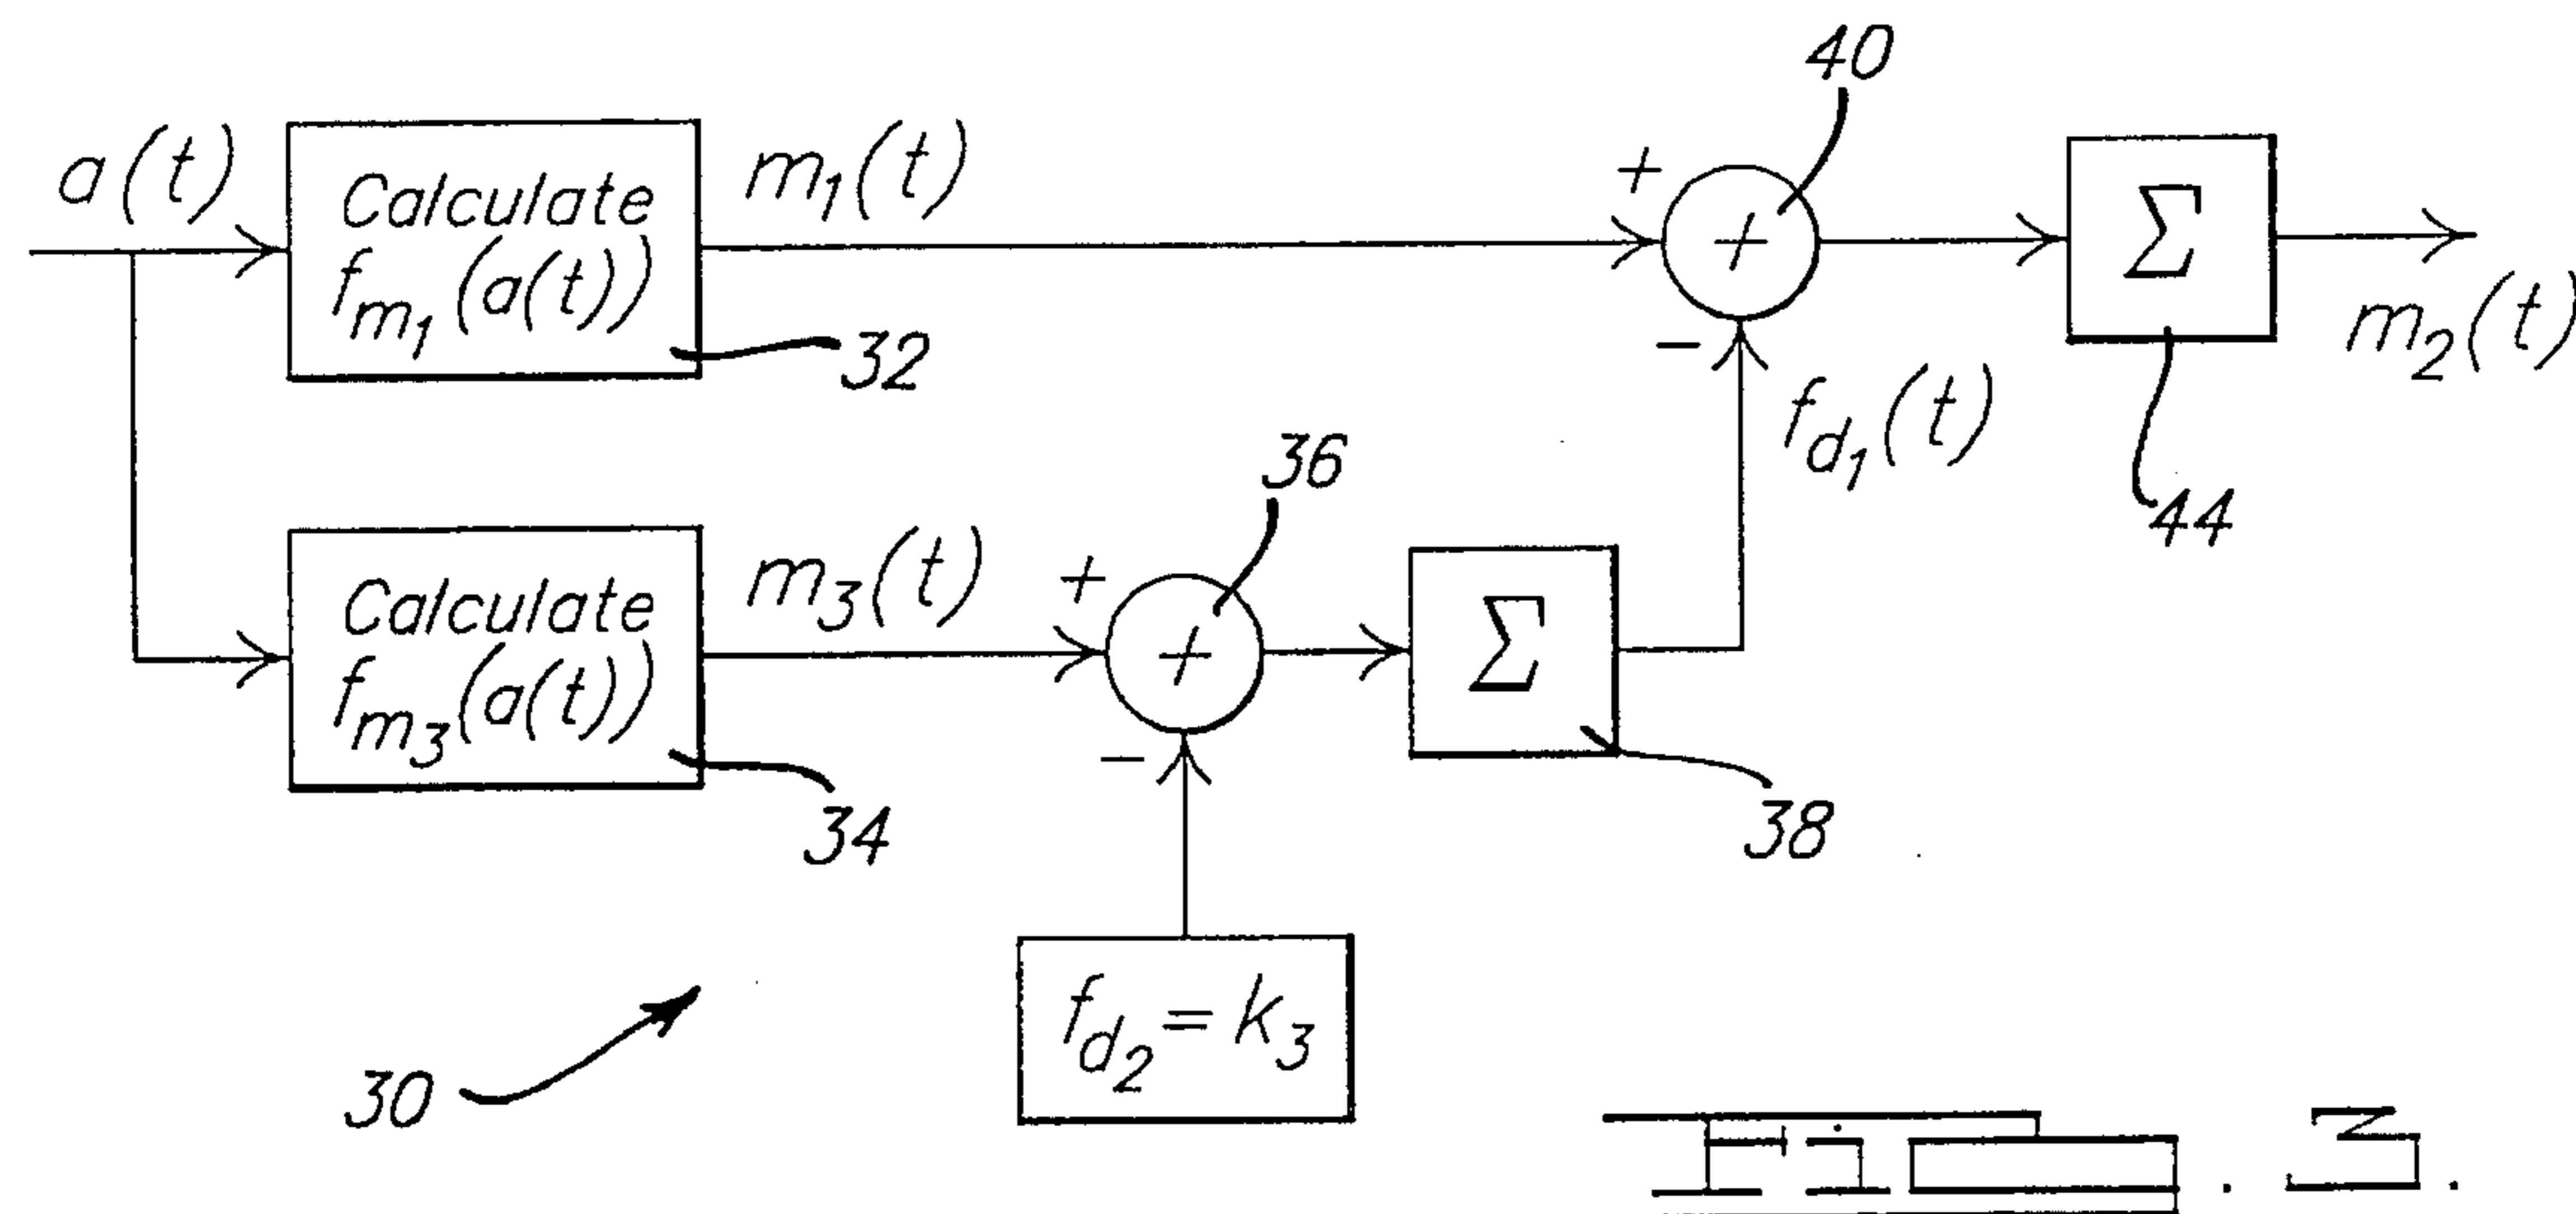 40
a(t)
Calculate
f_{m_1}(a(t))
m_1(t)
+
+
Σ
m_2(t)
32
-
f_{d_1}(t)
44
36
Calculate
f_{m_3}(a(t))
m_3(t)
+
+
Σ
34
-
38
f_{d_2} = k_3
30
Fig. 3.